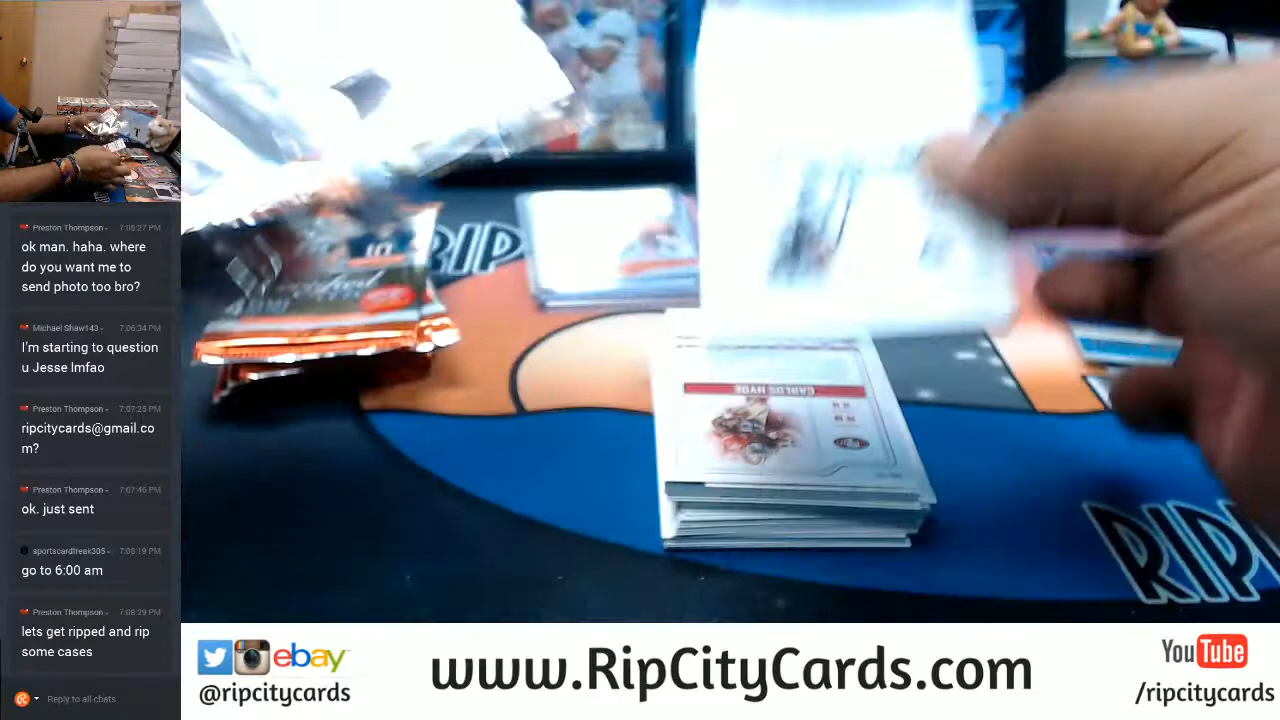 Preston Thompson - 7:05:27 PM
ok man. haha. where
do you want me to
send photo too bro?
Michael Shaw143 - 7:06:34 PM
I'm starting to question
u Jesse lmfao
Preston Thompson - 7:07:25 PM
ripcitycards@gmail.co
m?
Preston Thompson - 7:07:46 PM
ok. just sent
sportscardfreak305 - 7:08:19 PM
go to 6:00 am
Preston Thompson - 7:08:29 PM
lets get ripped and rip
some cases
Reply to all chats
RIP
CARLOS HYDE
RIP
ebay
@ripcitycards
www.RipCityCards.com
YouTube
/ripcitycards